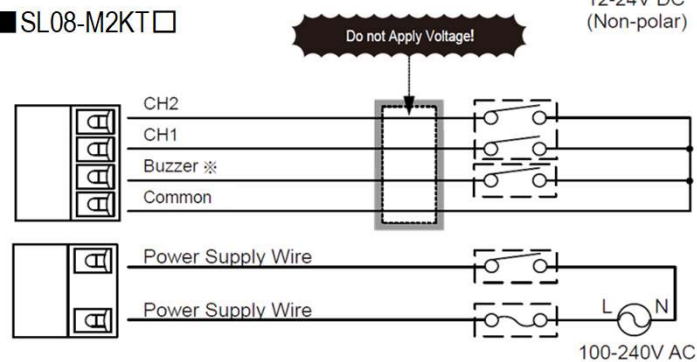 ■SL08-M2KT□
12-24V DC
(Non-polar)
Do not Apply Voltage!
CH2
CH1
Buzzer ※
Common
Power Supply Wire
Power Supply Wire
L N
100-240V AC